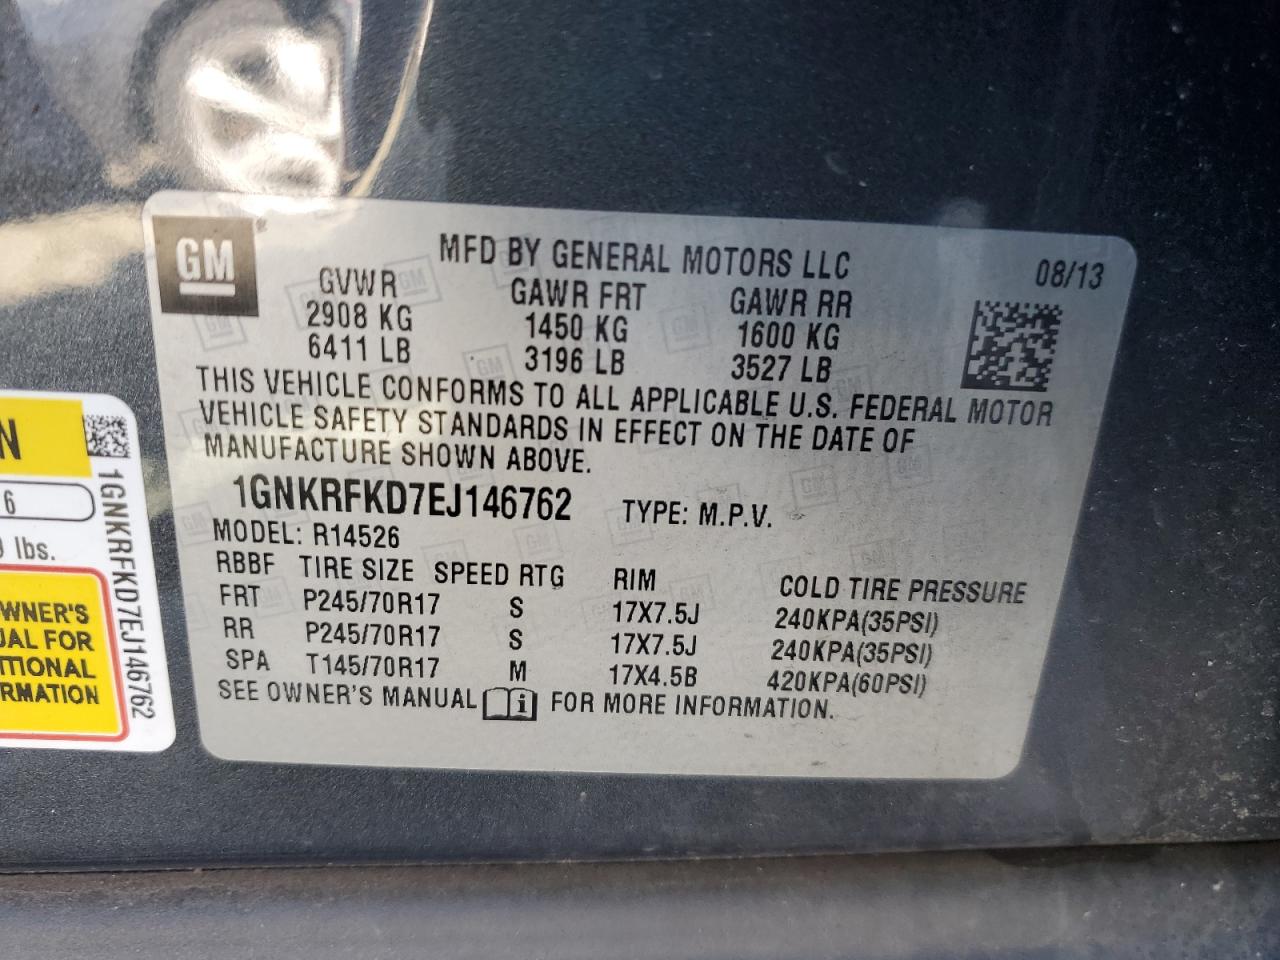 GM
MFD BY GENERAL MOTORS LLC
08/13
GVWR GAWR FRT GAWR RR
2908 KG 1450 KG 1600 KG
6411 LB 3196 LB 3527 LB
THIS VEHICLE CONFORMS TO ALL APPLICABLE U.S. FEDERAL MOTOR
VEHICLE SAFETY STANDARDS IN EFFECT ON THE DATE OF
MANUFACTURE SHOWN ABOVE.
1GNKRFKD7EJ146762 TYPE: M.P.V.
MODEL: R14526
RBBF TIRE SIZE SPEED RTG RIM COLD TIRE PRESSURE
FRT P245/70R17 S 17X7.5J 240KPA(35PSI)
RR P245/70R17 S 17X7.5J 240KPA(35PSI)
SPA T145/70R17 M 17X4.5B 420KPA(60PSI)
SEE OWNER'S MANUAL i FOR MORE INFORMATION.
N
6
lbs.
WNER'S
UAL FOR
ITIONAL
RMATION
1GNKRFKD7EJ146762